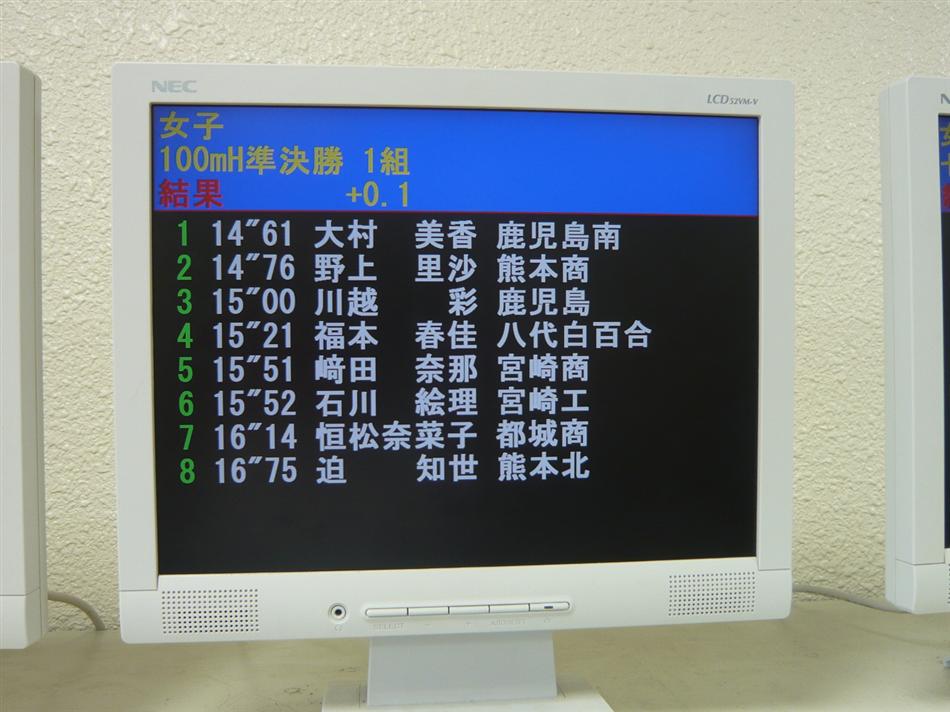 NEC
LCD52VM-V
女子
100mH準決勝 1組
結果 +0.1
1 14"61 大村 美香 鹿児島南
2 14"76 野上 里沙 熊本商
3 15"00 川越 彩 鹿児島
4 15"21 福本 春佳 八代白百合
5 15"51 﨑田 奈那 宮崎商
6 15"52 石川 絵理 宮崎工
7 16"14 恒松奈菜子 都城商
8 16"75 迫 知世 熊本北
SELECT - +